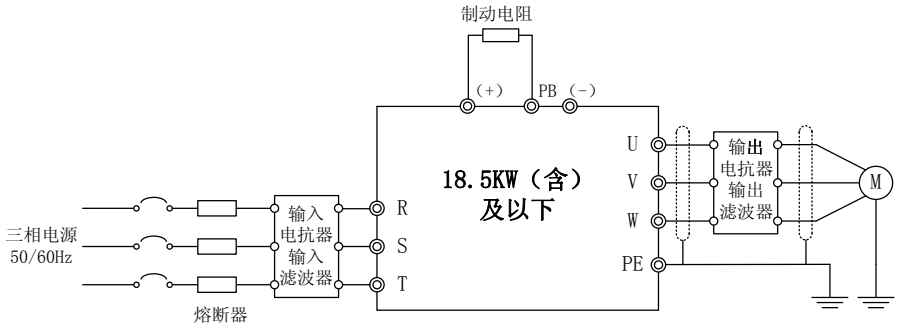 制动电阻
(+) PB (-)
U
V
W
PE
18.5KW（含）
及以下
输出
电抗器
输出
滤波器
M
R
S
T
输入
电抗器
输入
滤波器
三相电源
50/60Hz
熔断器